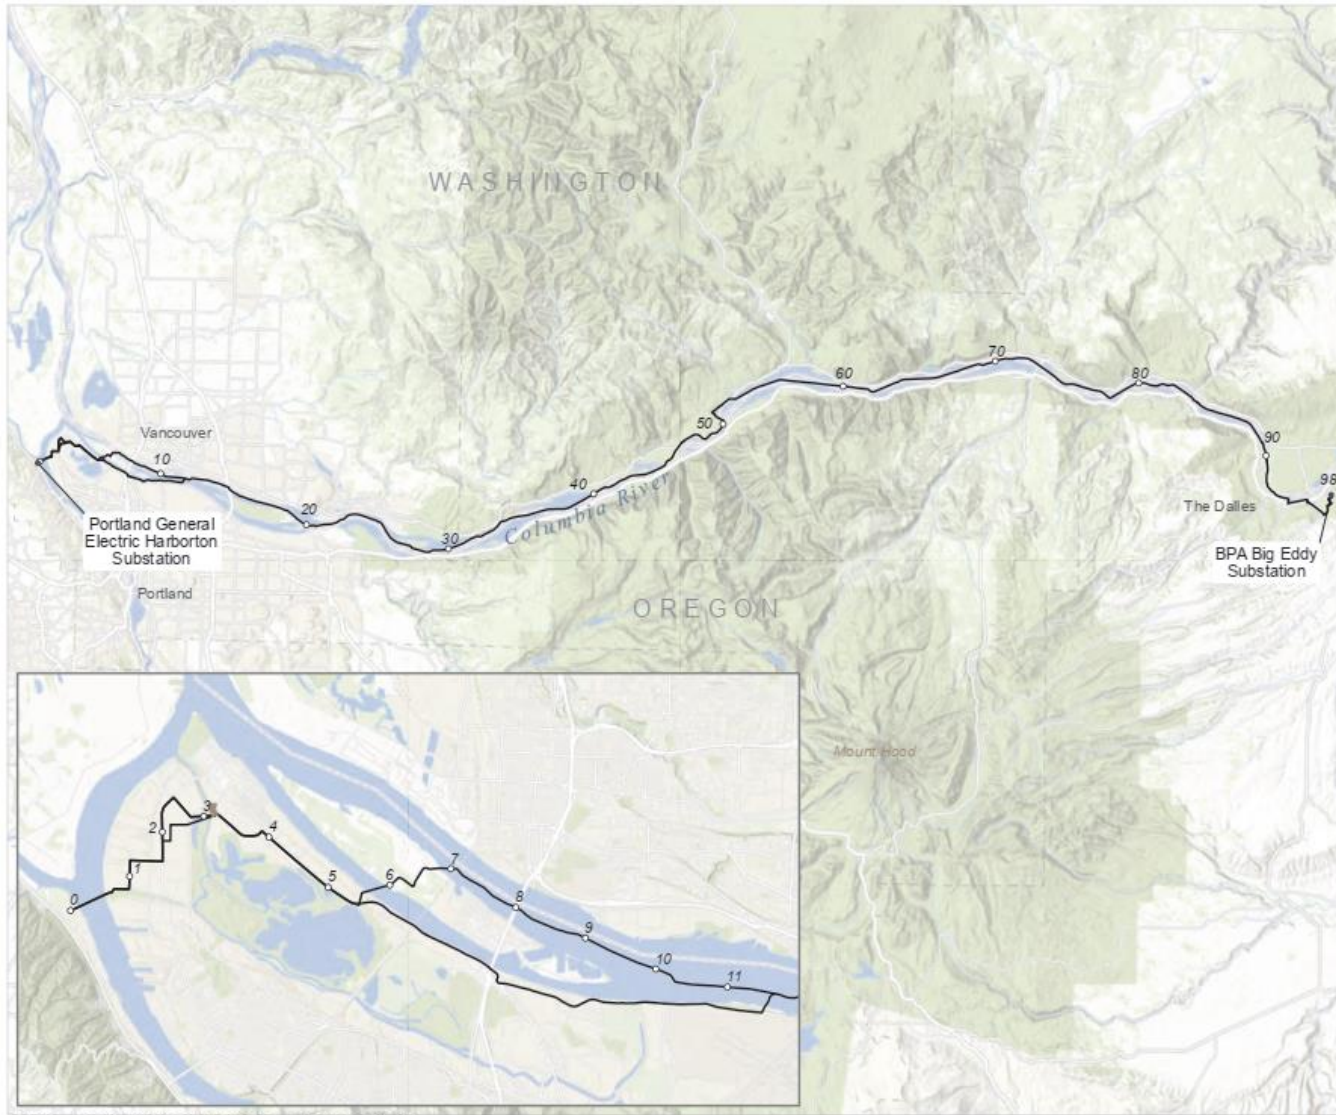 WASHINGTON
70
60
80
50
Vancouver
90
10
40
98
20
Columbia River
The Dalles
30
Portland General
Electric Harborton
Substation
BPA Big Eddy
Substation
Portland
OREGON
Mount Hood
3
2
4
7
1
6
5
0
8
9
10
11